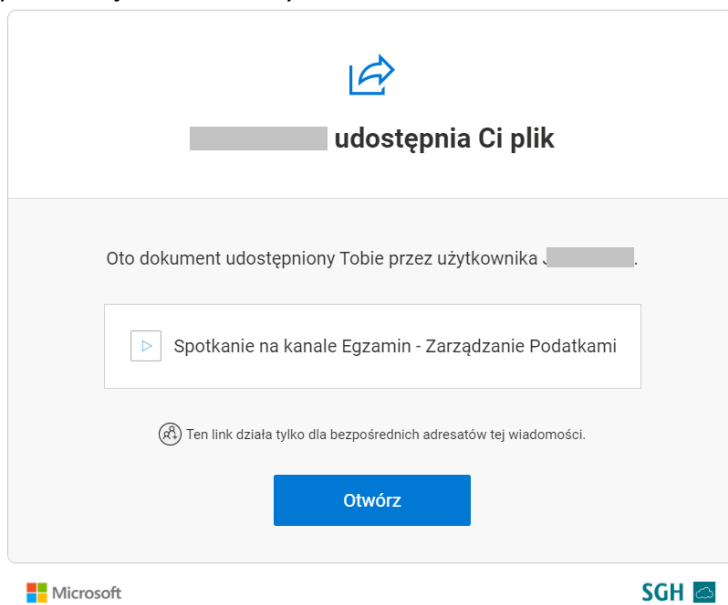 udostępnia Ci plik
Oto dokument udostępniony Tobie przez użytkownika .
Spotkanie na kanale Egzamin - Zarządzanie Podatkami
Ten link działa tylko dla bezpośrednich adresatów tej wiadomości.
Otwórz
Microsoft
SGH